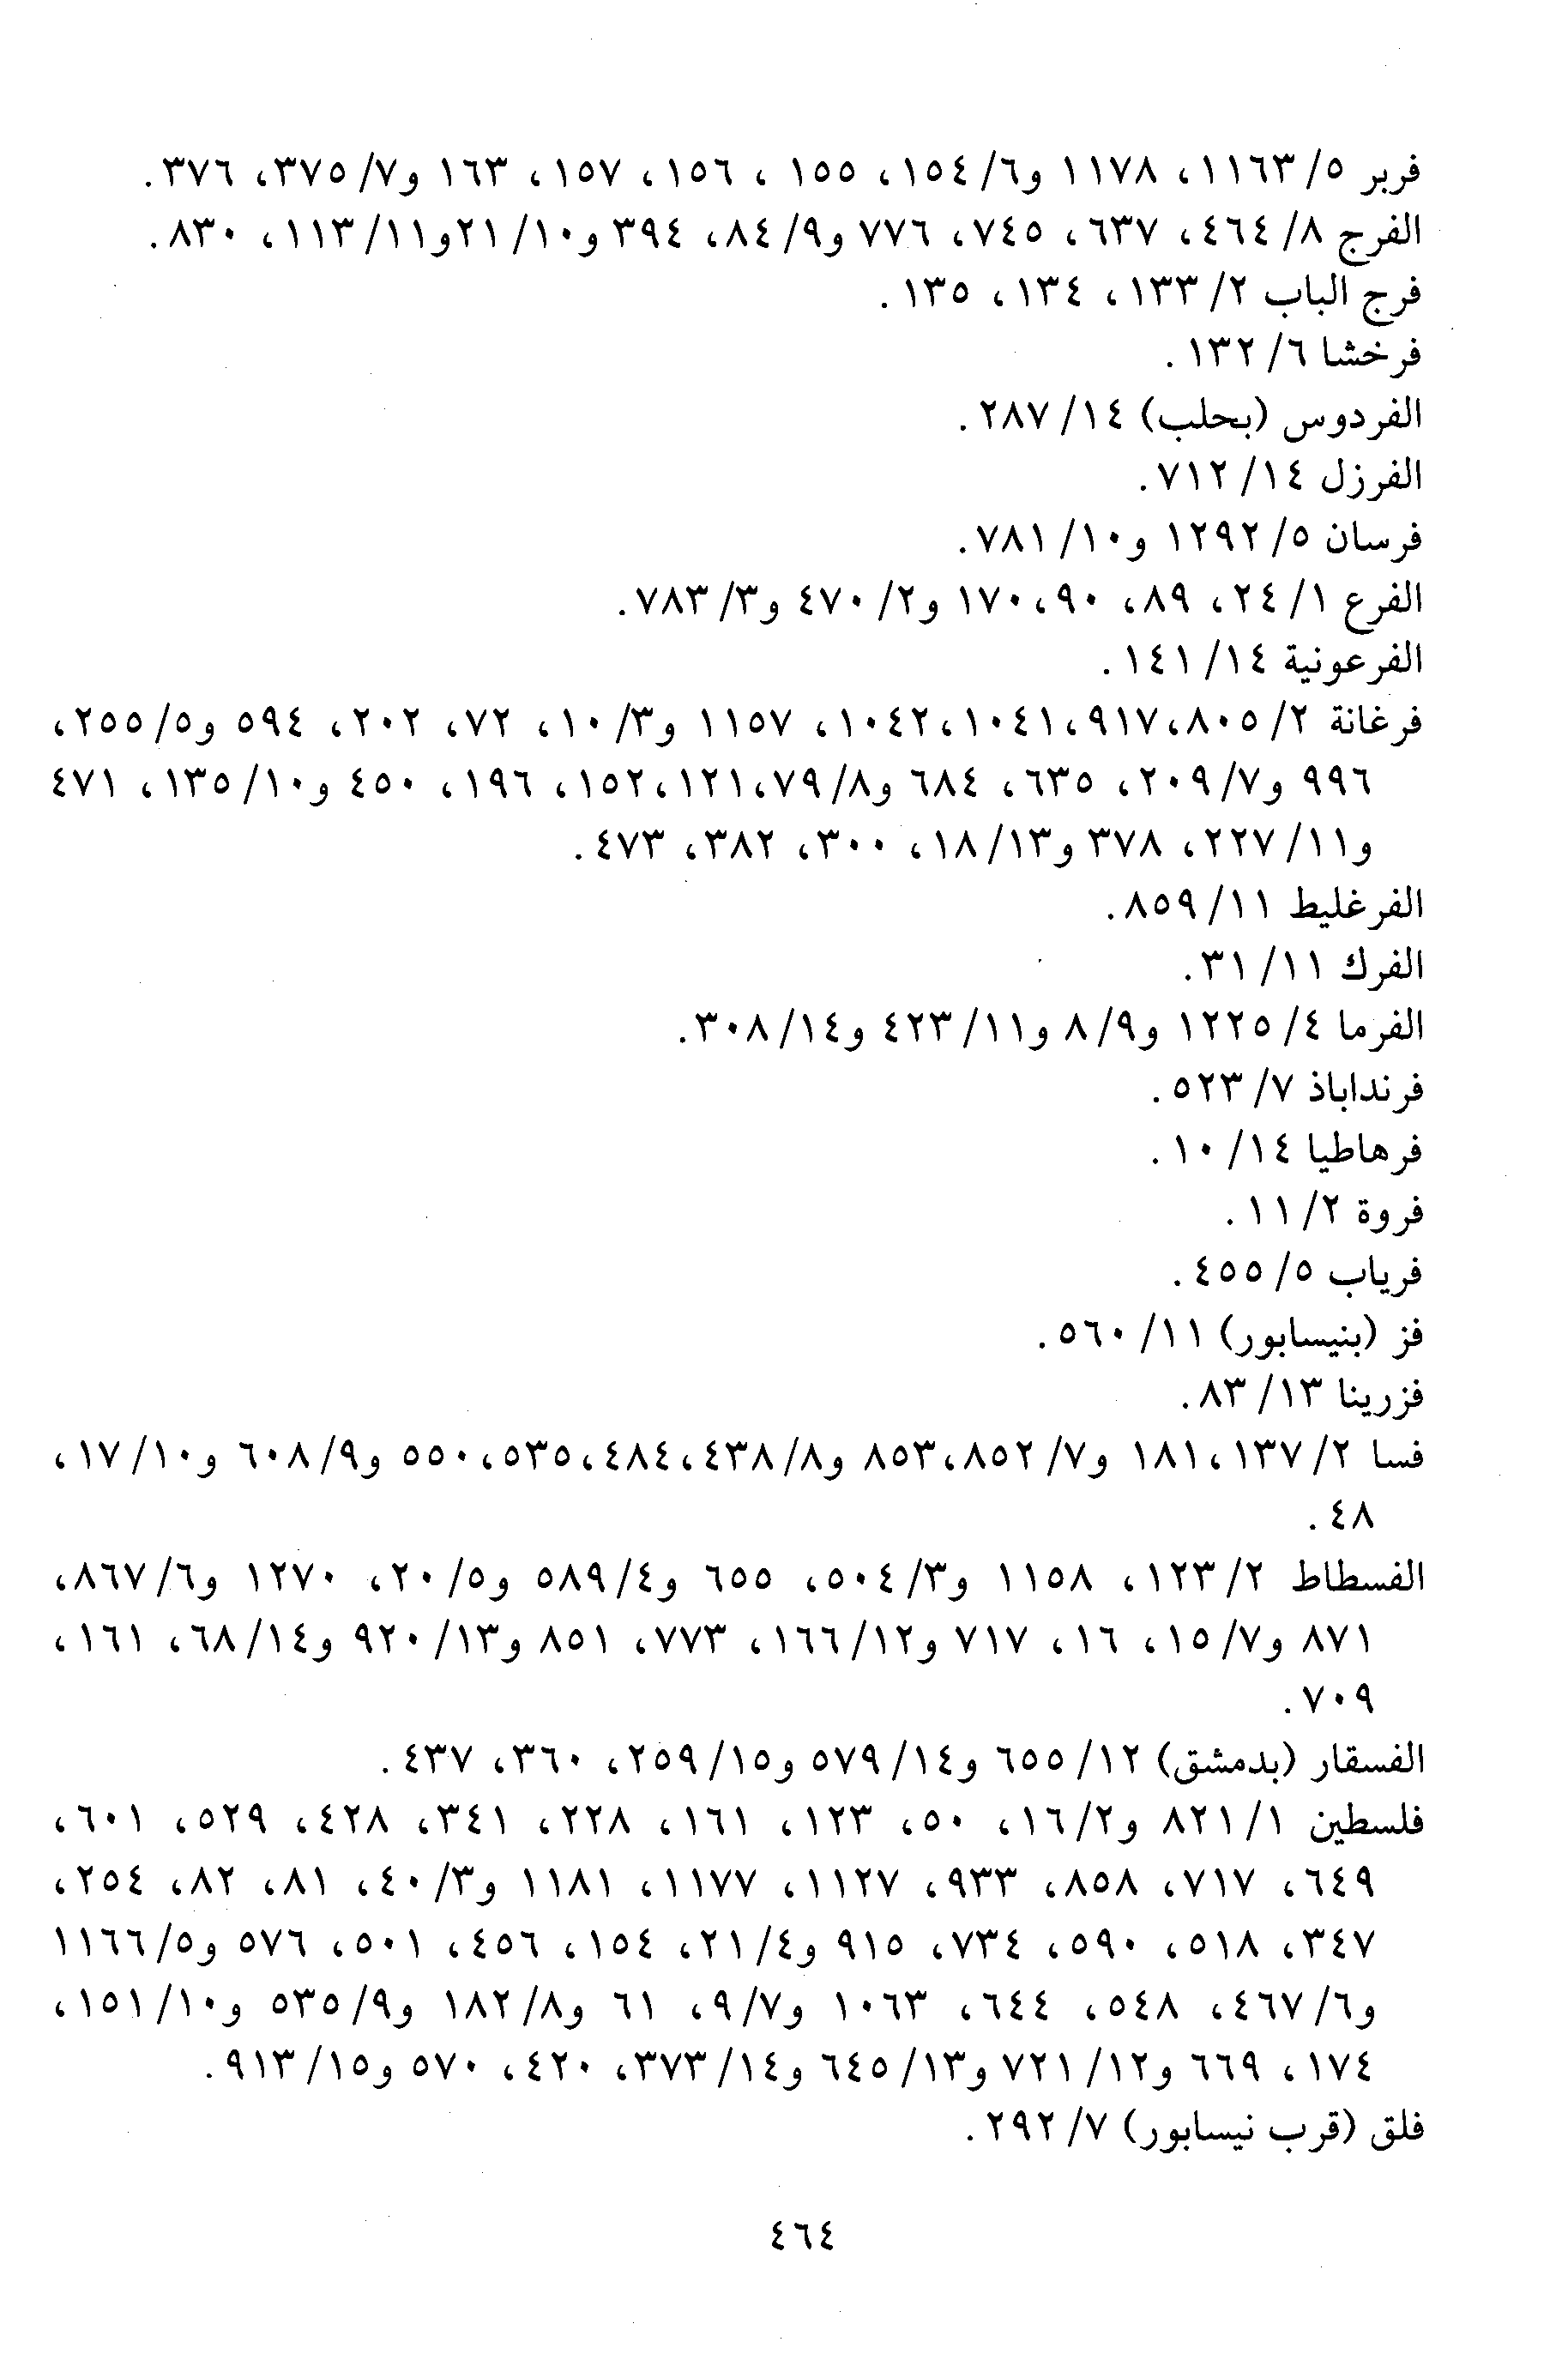 فربر ٥/ ١١٦٣، ١١٧٨ و٦/ ١٥٤، ١٥٥ ، ١٥٦، ١٥٧، ١٦٣ و٧/ ٣٧٥، ٣٧٦.
الفرج ٨/ ٤٦٤، ٦٣٧، ٧٤٥، ٧٧٦ و٩/ ٨٤، ٣٩٤ و١٠/ ٢١و١١/ ١١٣، ٨٣٠.
فرج الباب ٢/ ١٣٣، ١٣٤، ١٣٥.
فرخشا ٦/ ١٣٢.
الفردوس (بحلب) ١٤/ ٢٨٧.
الفرزل ١٤/ ٧١٢.
فرسان ٥/ ١٢٩٢ و١٠/ ٧٨١.
الفرع ١/ ٢٤، ٨٩، ٩٠،١٧٠ و٢/ ٤٧٠ و٣/ ٧٨٣.
الفرعونية ١٤/ ١٤١.
فرغانة ٢/ ٨٠٥،٩١٧،١٠٤١،١٠٤٢، ١١٥٧ و٣/ ١٠، ٧٢، ٢٠٢، ٥٩٤ و٥/ ٢٥٥،
٩٩٦ و٧/ ٢٠٩، ٦٣٥، ٦٨٤ و٨/ ٧٩،١٢١،١٥٢، ١٩٦، ٤٥٠ و١٠/ ١٣٥، ٤٧١
و١١/ ٢٢٧، ٣٧٨ و١٣/ ١٨، ٣٠٠، ٣٨٢، ٤٧٣.
الفرغليط ١١/ ٨٥٩.
الفرك ١١/ ٣١.
الفرما ٤/ ١٢٢٥ و٩/ ٨ و١١/ ٤٢٣ و١٤/ ٣٠٨.
فرنداباذ ٧/ ٥٢٣.
فرهاطيا ١٤/ ١٠.
فروة ٢/ ١١.
فرياب ٥/ ٤٥٥.
فز (بنيسابور) ١١/ ٥٦٠.
فزرينا ١٣/ ٨٣.
فسا ٢/ ١٣٧،١٨١ و٧/ ٨٥٢،٨٥٣ و٨/ ٤٣٨،٤٨٤،٥٣٥،٥٥٠ و٩/ ٦٠٨ و١٠/ ١٧،
٤٨.
الفسطاط ٢/ ١٢٣، ١١٥٨ و٣/ ٥٠٤، ٦٥٥ و٤/ ٥٨٩ و٥/ ٢٠، ١٢٧٠ و٦/ ٨٦٧،
٨٧١ و٧/ ١٥، ١٦، ٧١٧ و١٢/ ١٦٦، ٧٧٣، ٨٥١ و١٣/ ٩٢٠ و١٤/ ٦٨، ١٦١،
٧٠٩.
الفسقار (بدمشق) ١٢/ ٦٥٥ و١٤/ ٥٧٩ و١٥/ ٢٥٩، ٣٦٠، ٤٣٧.
فلسطين ١/ ٨٢١ و٢/ ١٦، ٥٠، ١٢٣، ١٦١، ٢٢٨، ٣٤١، ٤٢٨، ٥٢٩، ٦٠١،
٦٤٩، ٧١٧، ٨٥٨، ٩٣٣، ١١٢٧، ١١٧٧، ١١٨١ و٣/ ٤٠، ٨١، ٨٢، ٢٥٤،
٣٤٧، ٥١٨، ٥٩٠، ٧٣٤، ٩١٥ و٤/ ٢١، ١٥٤، ٤٥٦، ٥٠١، ٥٧٦ و٥/ ١١٦٦
و٦/ ٤٦٧، ٥٤٨، ٦٤٤، ١٠٦٣ و٧/ ٩، ٦١ و٨/ ١٨٢ و٩/ ٥٣٥ و١٠/ ١٥١،
١٧٤، ٦٦٩ و١٢/ ٧٢١ و١٣/ ٦٤٥ و١٤/ ٣٧٣، ٤٢٠، ٥٧٠ و١٥/ ٩١٣.
فلق (قرب نيسابور) ٧/ ٢٩٢.
٤٦٤